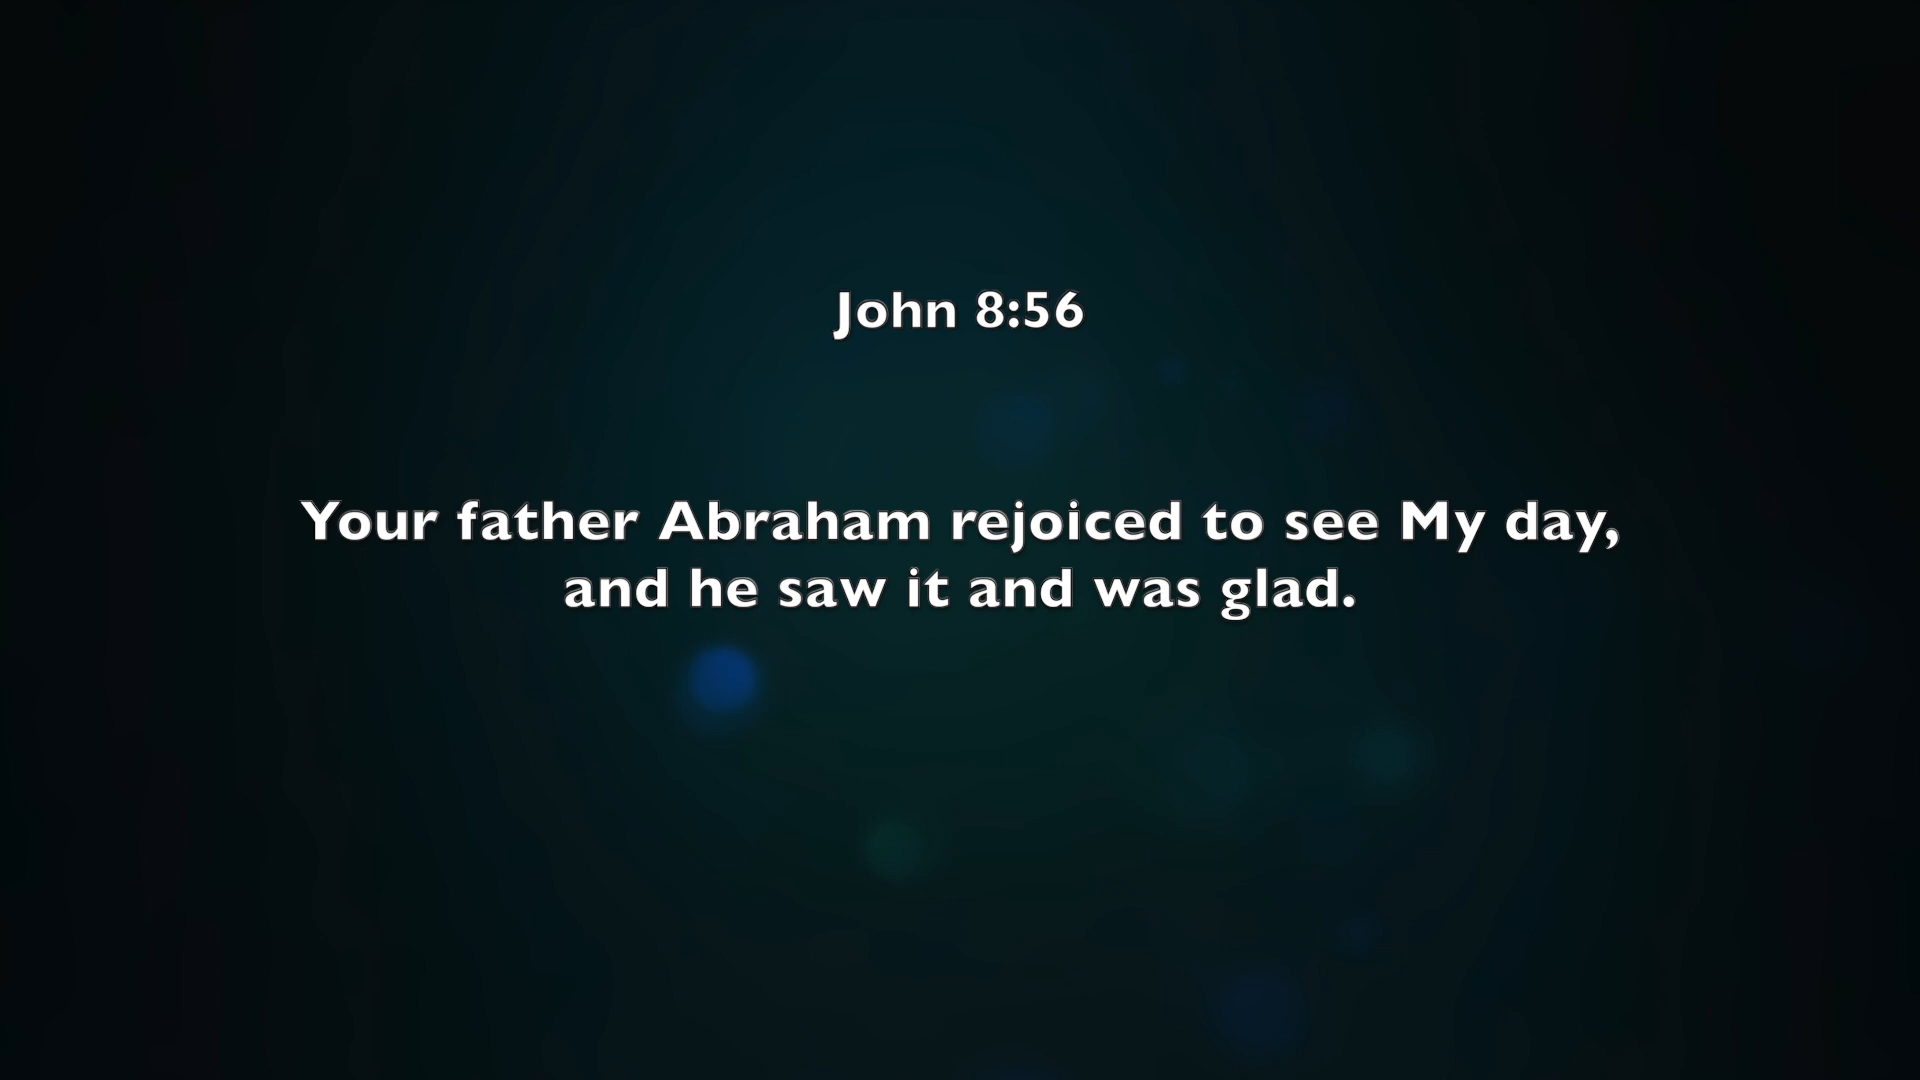 John 8:56
Your father Abraham rejoiced to see My day,
and he saw it and was glad.